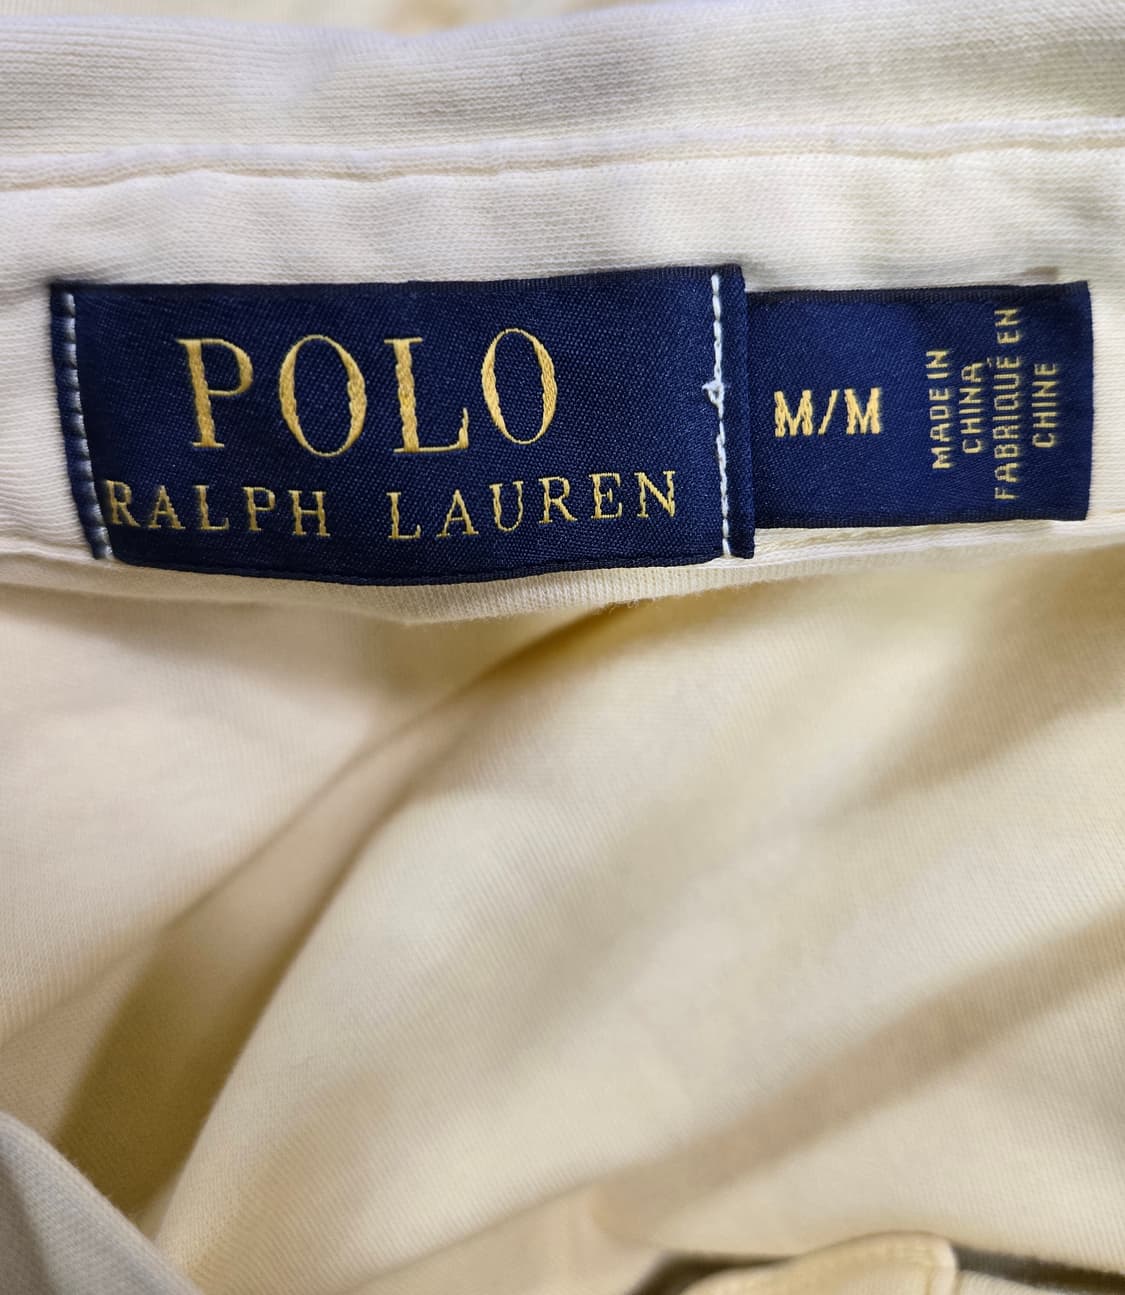 POLO
RALPH LAUREN
M/M
MADE IN
CHINA
FABRIQUÉ EN
CHINE